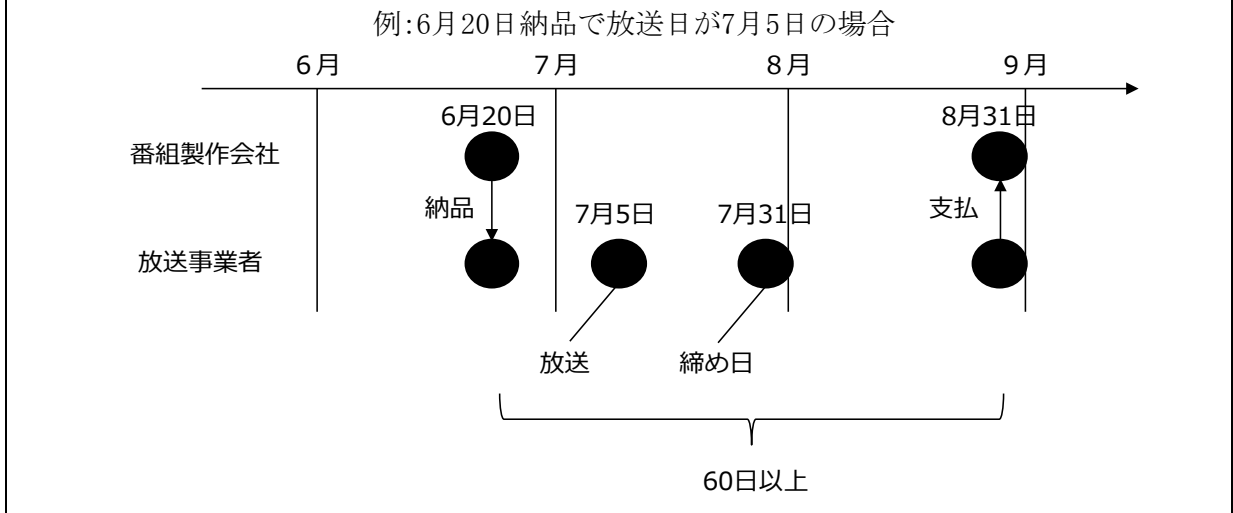 例:6月20日納品で放送日が7月5日の場合
6月 7月 8月 9月
6月20日 8月31日
番組製作会社
納品 7月5日 7月31日 支払
放送事業者
放送 締め日
60日以上